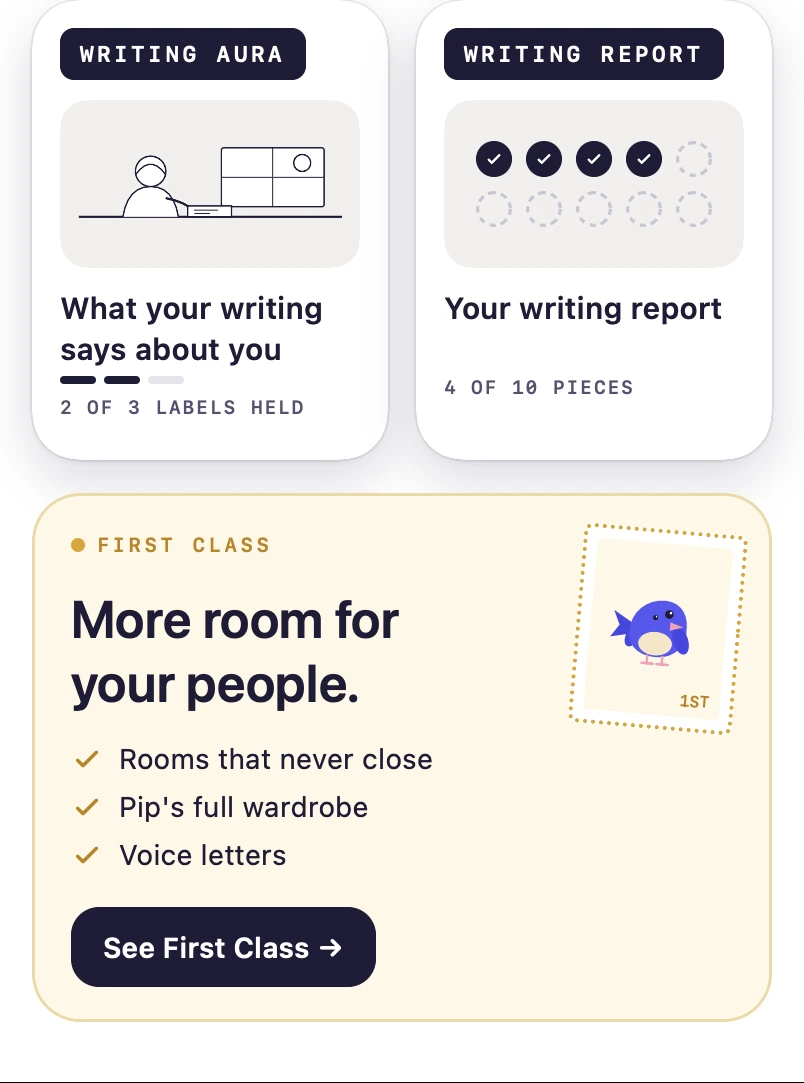 WRITING AURA
What your writing
says about you
2 OF 3 LABELS HELD
WRITING REPORT
Your writing report
4 OF 10 PIECES
FIRST CLASS
More room for
your people.
1ST
Rooms that never close
Pip's full wardrobe
Voice letters
See First Class →